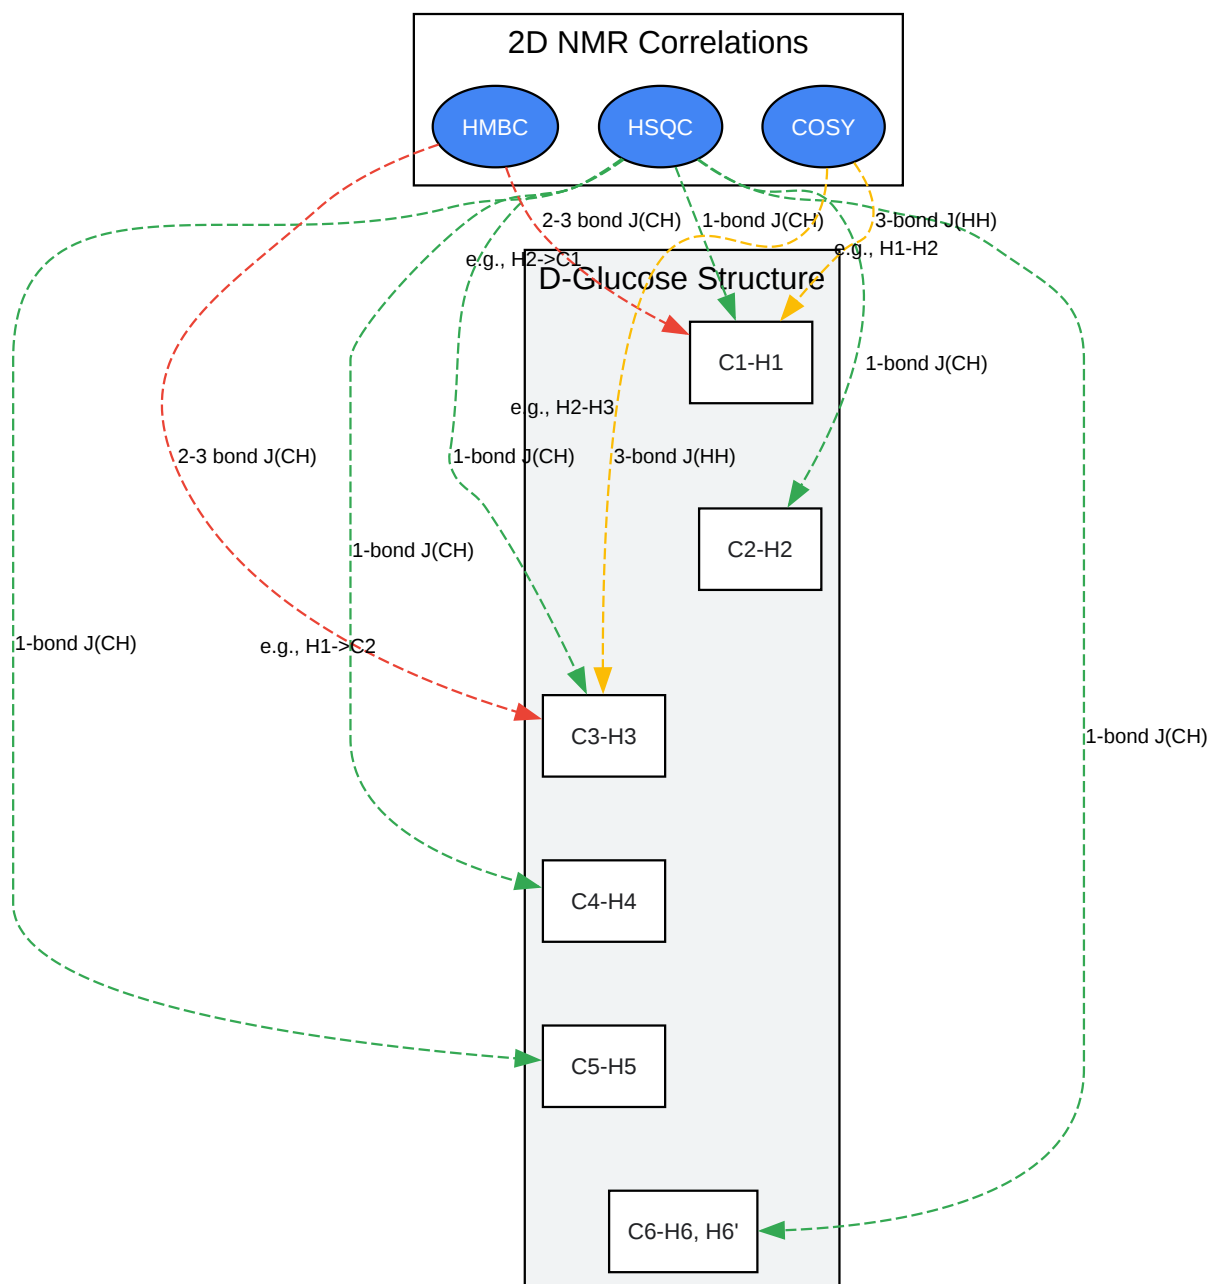 2D NMR Correlations
HMBC
HSQC
COSY
2-3 bond J(CH)
1-bond J(CH)
3-bond J(HH)
e.g., H2->C1
e.g., H1-H2
D-Glucose Structure
C1-H1
1-bond J(CH)
e.g., H2-H3
2-3 bond J(CH)
1-bond J(CH)
3-bond J(HH)
C2-H2
1-bond J(CH)
1-bond J(CH)
e.g., H1->C2
C3-H3
1-bond J(CH)
C4-H4
C5-H5
C6-H6, H6'